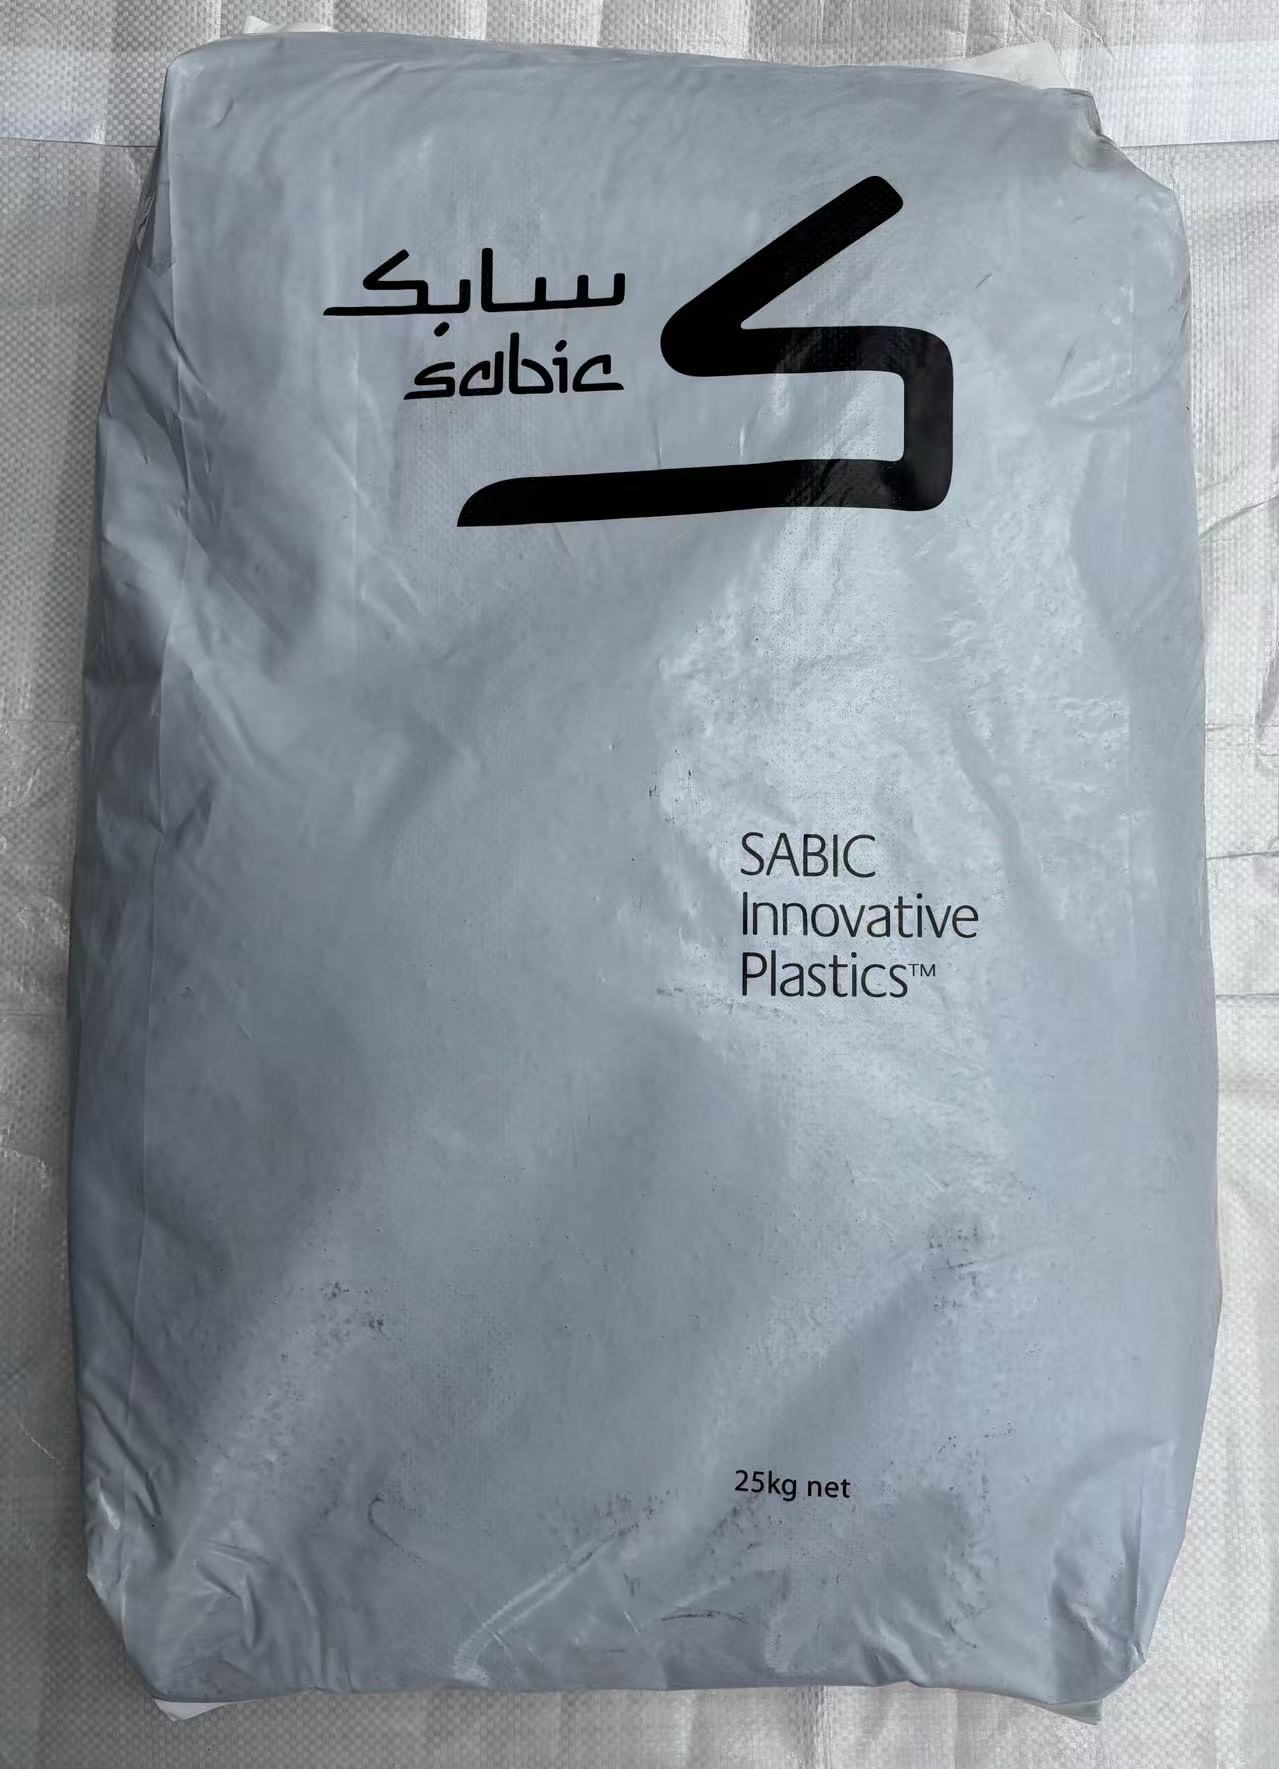 سابك
sabic
SABIC
Innovative
Plastics™
25kg net